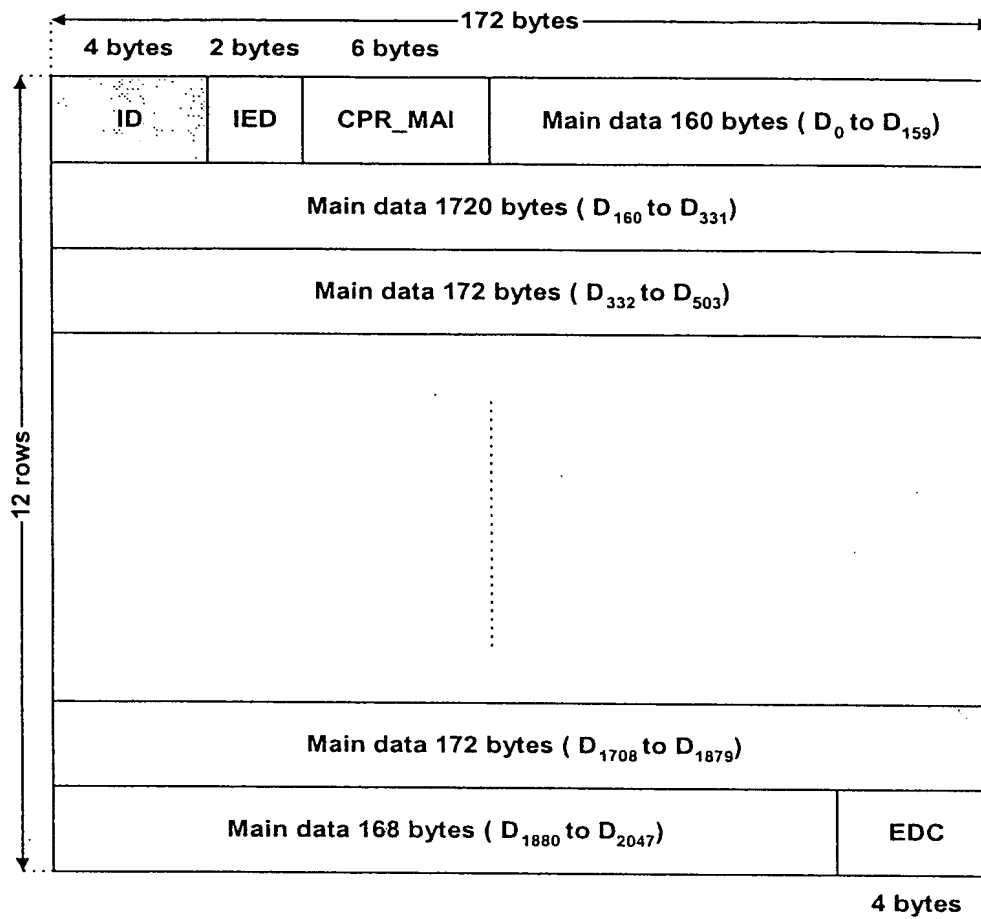 172 bytes
4 bytes 2 bytes 6 bytes
ID IED CPR_MAI Main data 160 bytes ( D0 to D159)
Main data 1720 bytes ( D160 to D331)
Main data 172 bytes ( D332 to D503)
12 rows
Main data 172 bytes ( D1708 to D1879)
Main data 168 bytes ( D1880 to D2047) EDC
4 bytes